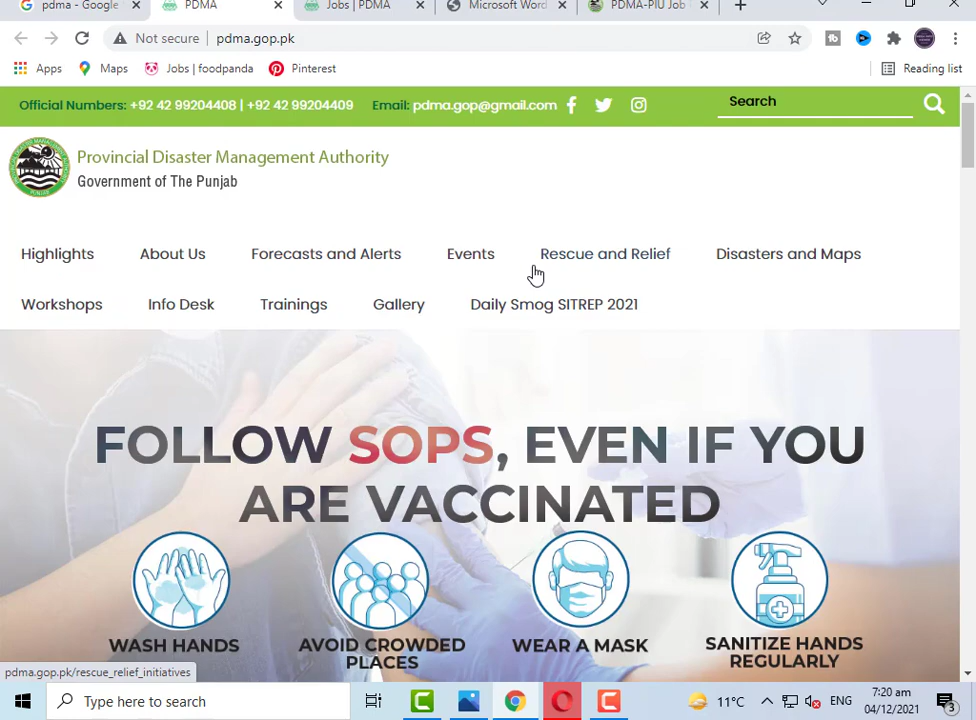 pdma - Google
PDMA
Jobs | PDMA
Microsoft Word
PDMA-PIU Job
Not secure | pdma.gop.pk
Apps
Maps
Jobs | foodpanda
Pinterest
Reading list
Official Numbers: +92 42 99204408 | +92 42 99204409
Email: pdma.gop@gmail.com
Search
Provincial Disaster Management Authority
Government of The Punjab
Highlights
About Us
Forecasts and Alerts
Events
Rescue and Relief
Disasters and Maps
Workshops
Info Desk
Trainings
Gallery
Daily Smog SITREP 2021
FOLLOW SOPS, EVEN IF YOU
ARE VACCINATED
WASH HANDS
AVOID CROWDED
PLACES
WEAR A MASK
SANITIZE HANDS
REGULARLY
pdma.gop.pk/rescue_relief_initiatives
Type here to search
11°C
ENG
7:20 am
04/12/2021
3